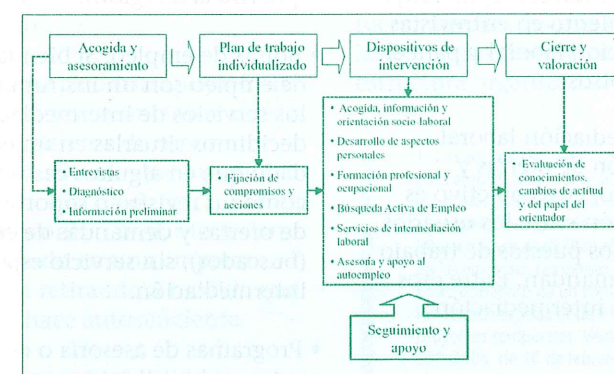 Acogida y
asesoramiento
Plan de trabajo
individualizado
Dispositivos de
intervención
Cierre y
valoración
• Entrevistas
• Diagnóstico
• Información preliminar
• Fijación de
compromisos y
acciones
• Acogida, información y
orientación socio-laboral
• Desarrollo de aspectos
personales
• Formación profesional y
ocupacional
• Búsqueda Activa de Empleo
• Servicios de intermediación
laboral
• Asesoría y apoyo al
autoempleo
• Evaluación de
conocimientos,
cambios de actitud
y del papel del
orientador
Seguimiento y
apoyo